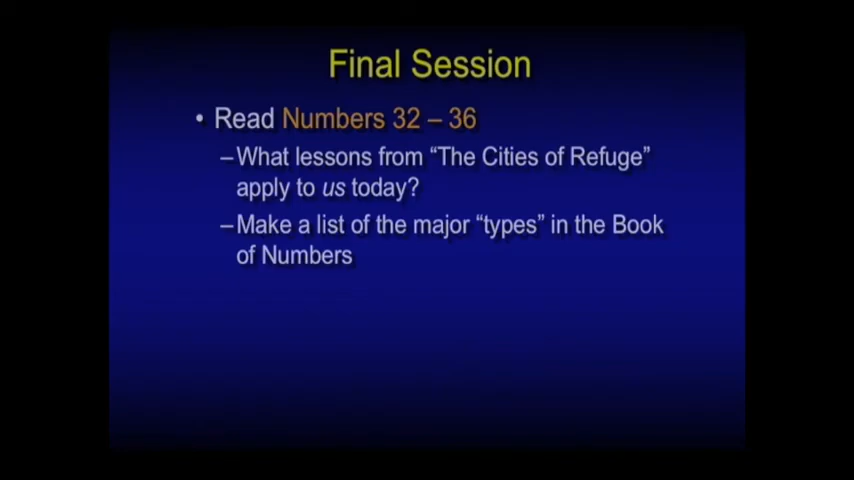 Final Session
• Read Numbers 32 – 36
–What lessons from “The Cities of Refuge”
apply to us today?
–Make a list of the major “types” in the Book
of Numbers